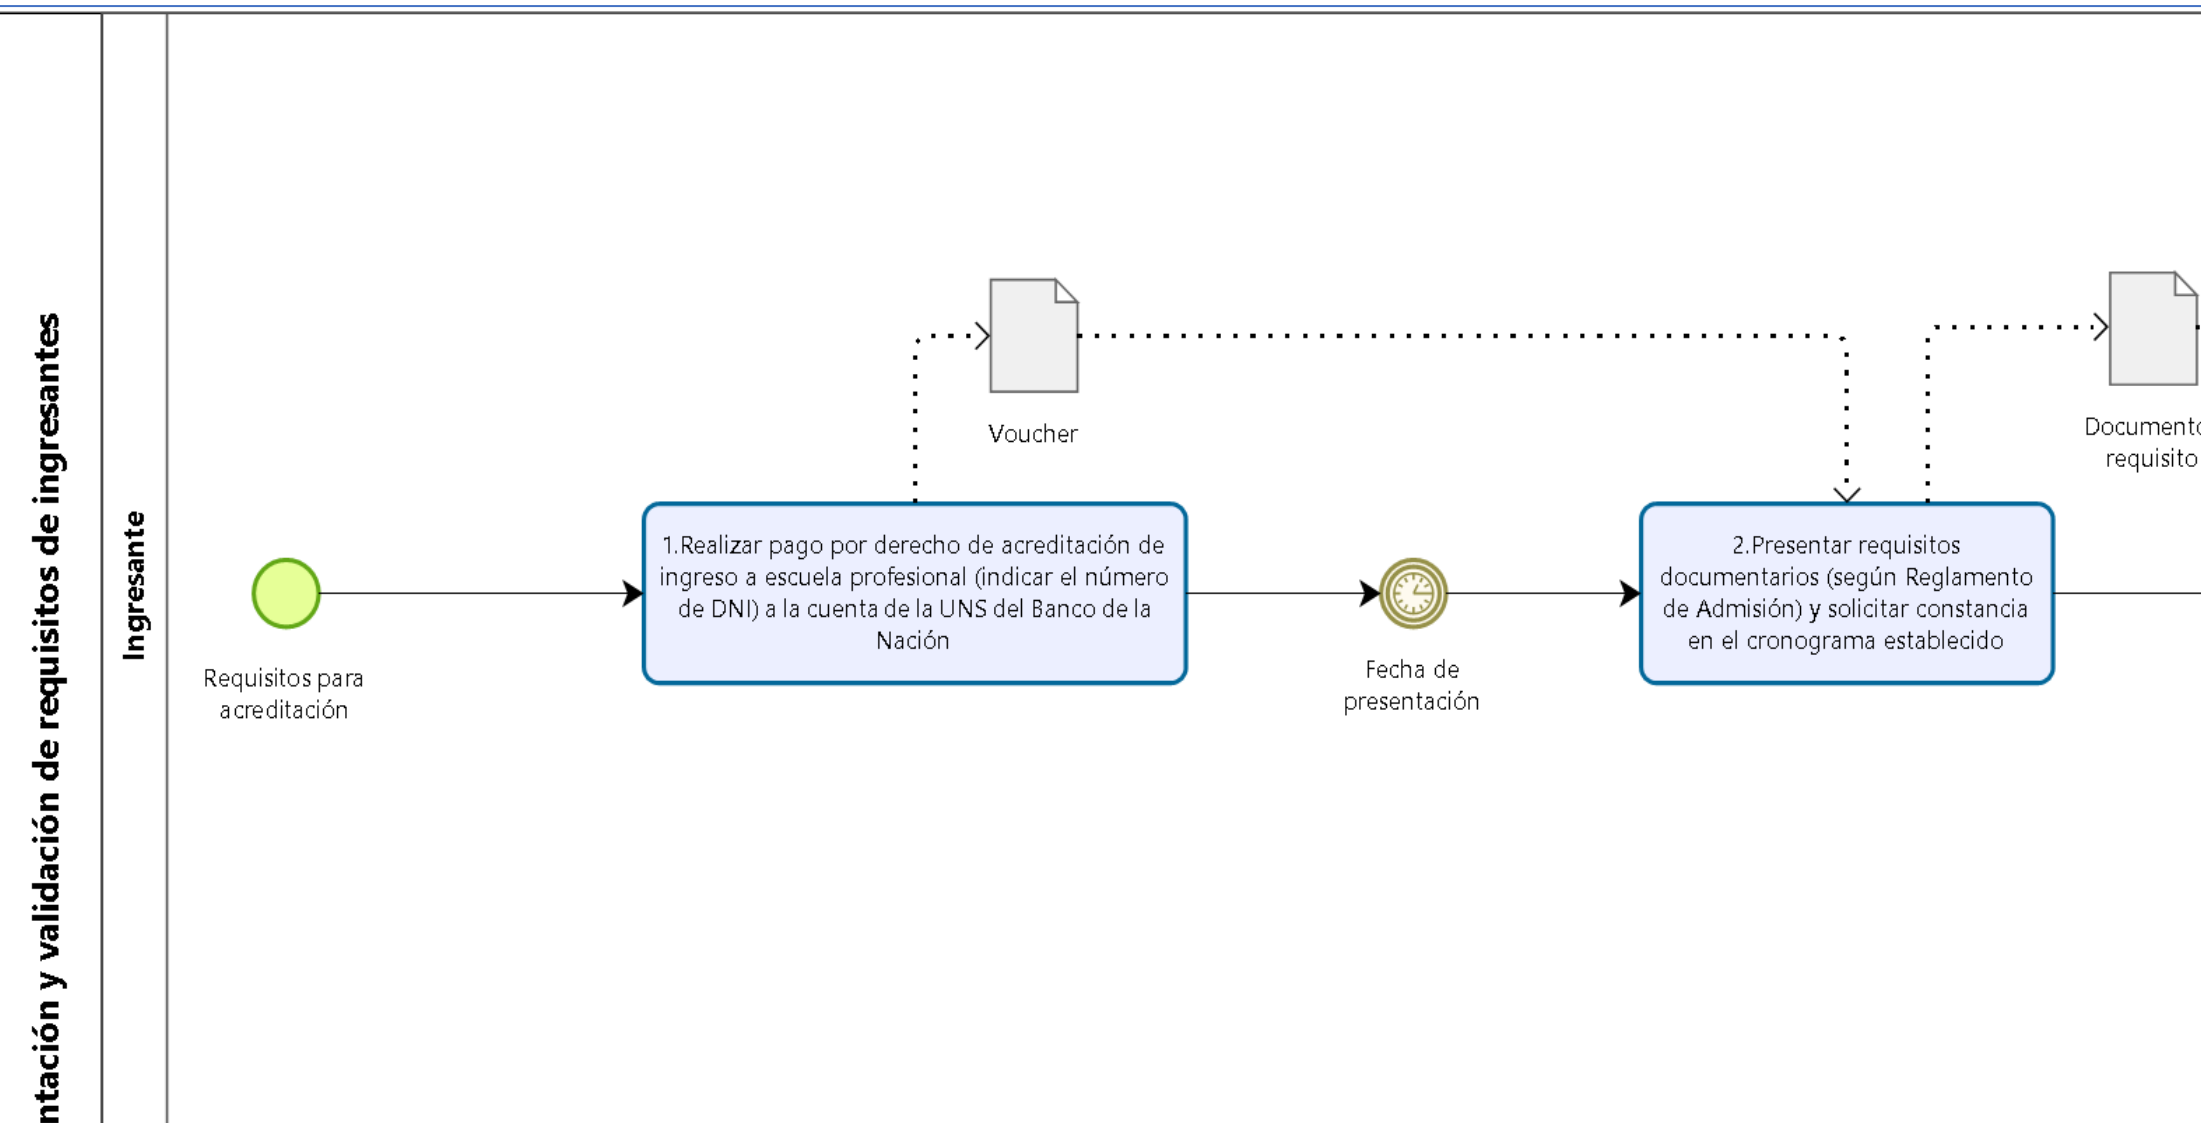 ntación y validación de requisitos de ingresantes
Ingresante
Requisitos para
acreditación
1.Realizar pago por derecho de acreditación de
ingreso a escuela profesional (indicar el número
de DNI) a la cuenta de la UNS del Banco de la
Nación
Voucher
Fecha de
presentación
2.Presentar requisitos
documentarios (según Reglamento
de Admisión) y solicitar constancia
en el cronograma establecido
Documento
requisito